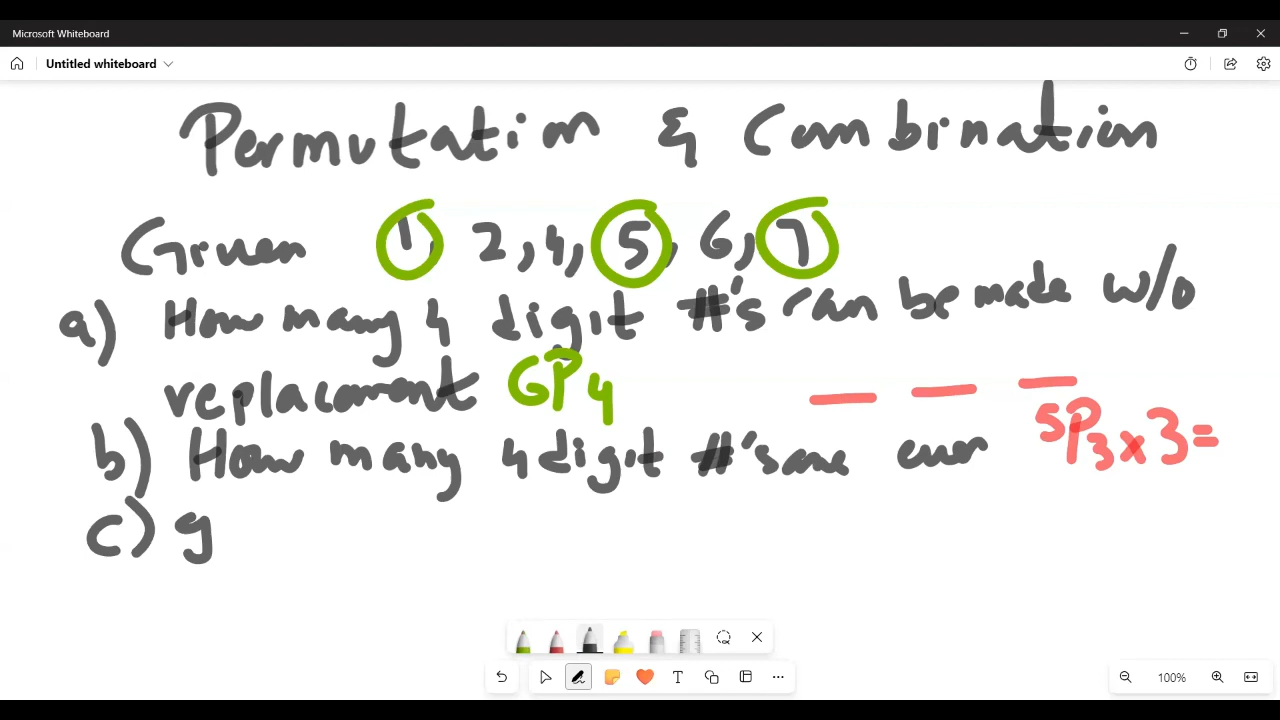 Microsoft Whiteboard
Untitled whiteboard
Permutation & Combination
Given 1, 2, 4, 5, 6, 7
a) How many 4 digit #'s can be made w/o
replacement 6P4
5P3 x 3 =
b) How many 4 digit #'s are even
c) g
100%